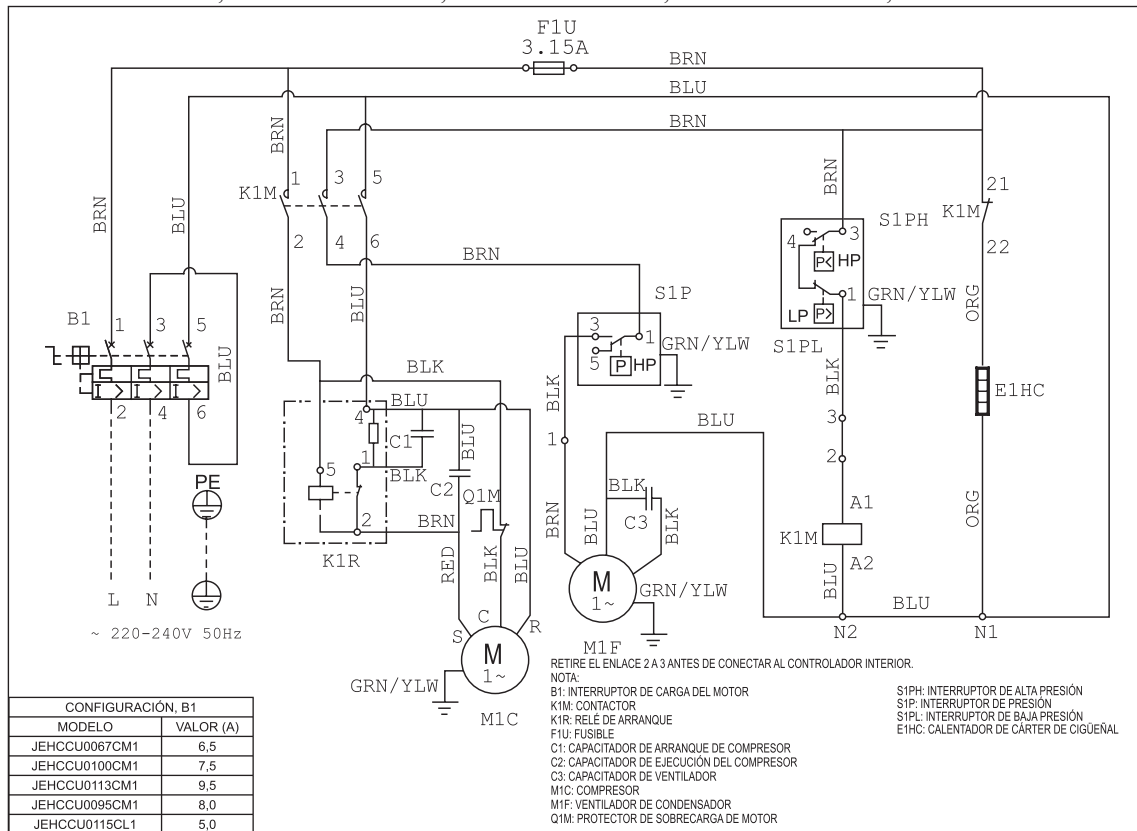 F1U
3.15A
BRN
BLU
BRN
BRN
BRN
BLU
BRN
1 3 5
K1M
2 4 6
BRN
BRN
BLU
21
K1M
22
S1PH
4 3
P< HP
1
LP P>
GRN/YLW
S1PL
ORG
B1
1 3 5
BLU
2 4 6
S1P
3 1
5
P HP
GRN/YLW
BLK
BLK
BLU
4
C1
1
BLK
5
BLU
C2
2
BRN
K1R
Q1M
BLK
1
BLU
BLK
3
2
E1HC
PE
RED
BLK
BLU
BRN
BLU
BLK
C3
BLK
A1
K1M
A2
BLU
ORG
L N
~ 220-240V 50Hz
S C R
M
1~
GRN/YLW
M1C
M
1~
GRN/YLW
M1F
BLU
N2 N1
RETIRE EL ENLACE 2 A 3 ANTES DE CONECTAR AL CONTROLADOR INTERIOR.
NOTA:
B1: INTERRUPTOR DE CARGA DEL MOTOR
K1M: CONTACTOR
K1R: RELÉ DE ARRANQUE
F1U: FUSIBLE
C1: CAPACITADOR DE ARRANQUE DE COMPRESOR
C2: CAPACITADOR DE EJECUCIÓN DEL COMPRESOR
C3: CAPACITADOR DE VENTILADOR
M1C: COMPRESOR
M1F: VENTILADOR DE CONDENSADOR
Q1M: PROTECTOR DE SOBRECARGA DE MOTOR
S1PH: INTERRUPTOR DE ALTA PRESIÓN
S1P: INTERRUPTOR DE PRESIÓN
S1PL: INTERRUPTOR DE BAJA PRESIÓN
E1HC: CALENTADOR DE CÁRTER DE CIGÜEÑAL
CONFIGURACIÓN, B1
MODELO VALOR (A)
JEHCCU0067CM1 6,5
JEHCCU0100CM1 7,5
JEHCCU0113CM1 9,5
JEHCCU0095CM1 8,0
JEHCCU0115CL1 5,0